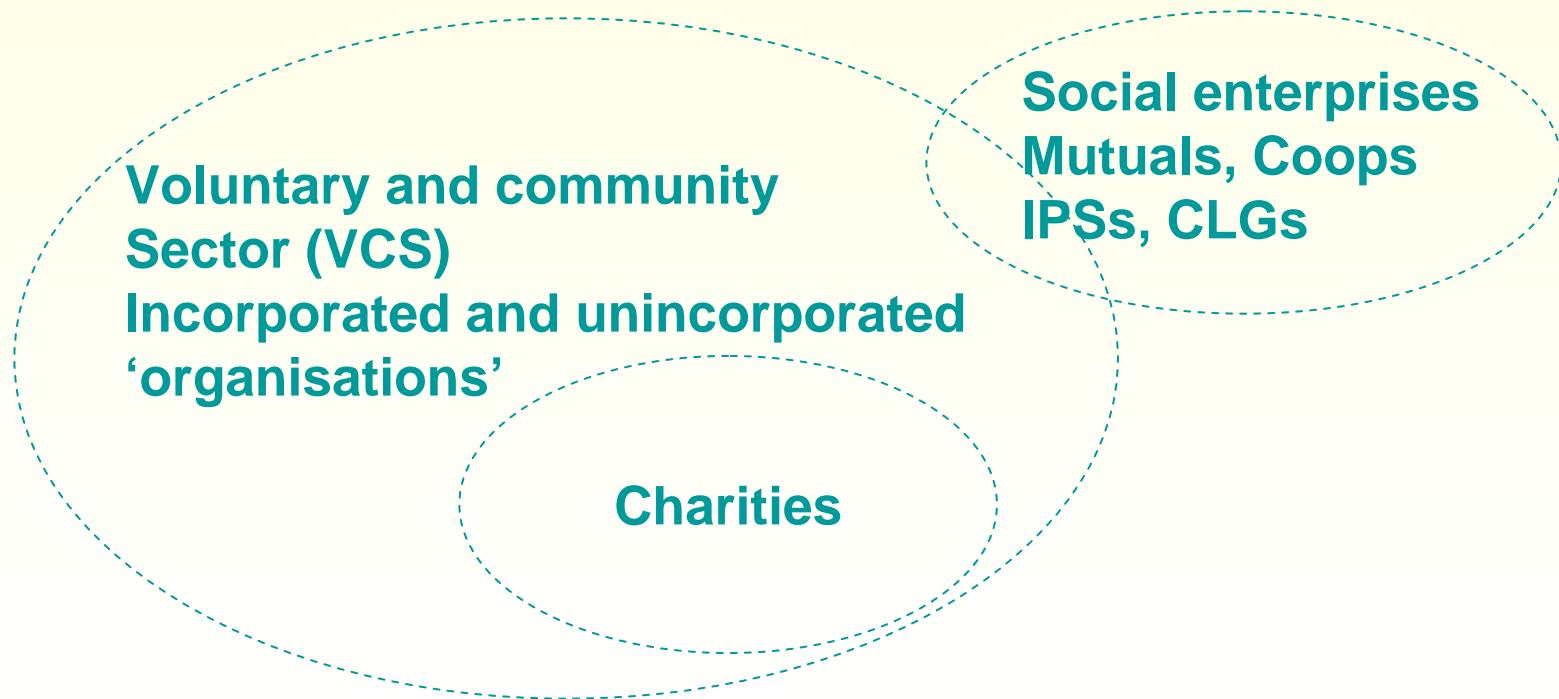 Social enterprises
Mutuals, Coops
IPSs, CLGs
Voluntary and community
Sector (VCS)
Incorporated and unincorporated
‘organisations’
Charities